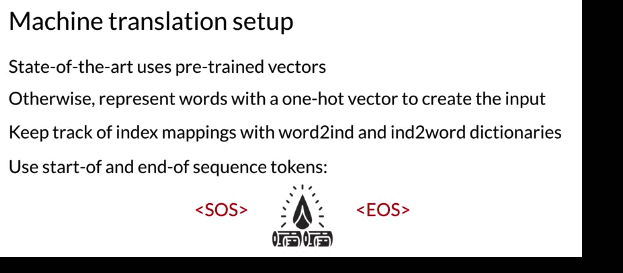 Machine translation setup
State-of-the-art uses pre-trained vectors
Otherwise, represent words with a one-hot vector to create the input
Keep track of index mappings with word2ind and ind2word dictionaries
Use start-of and end-of sequence tokens:
<SOS> <EOS>